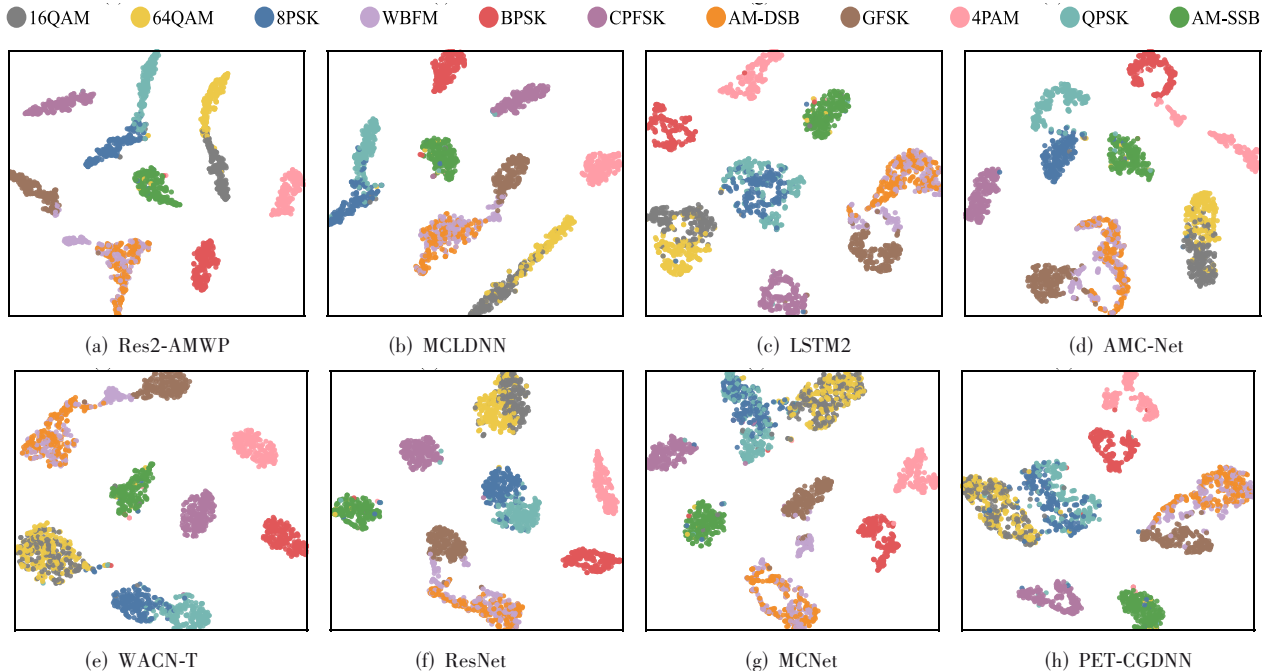 16QAM 64QAM 8PSK WBFM BPSK CPFSK AM-DSB GFSK 4PAM QPSK AM-SSB
(a) Res2-AMWP (b) MCLDNN (c) LSTM2 (d) AMC-Net
(e) WACN-T (f) ResNet (g) MCNet (h) PET-CGDNN